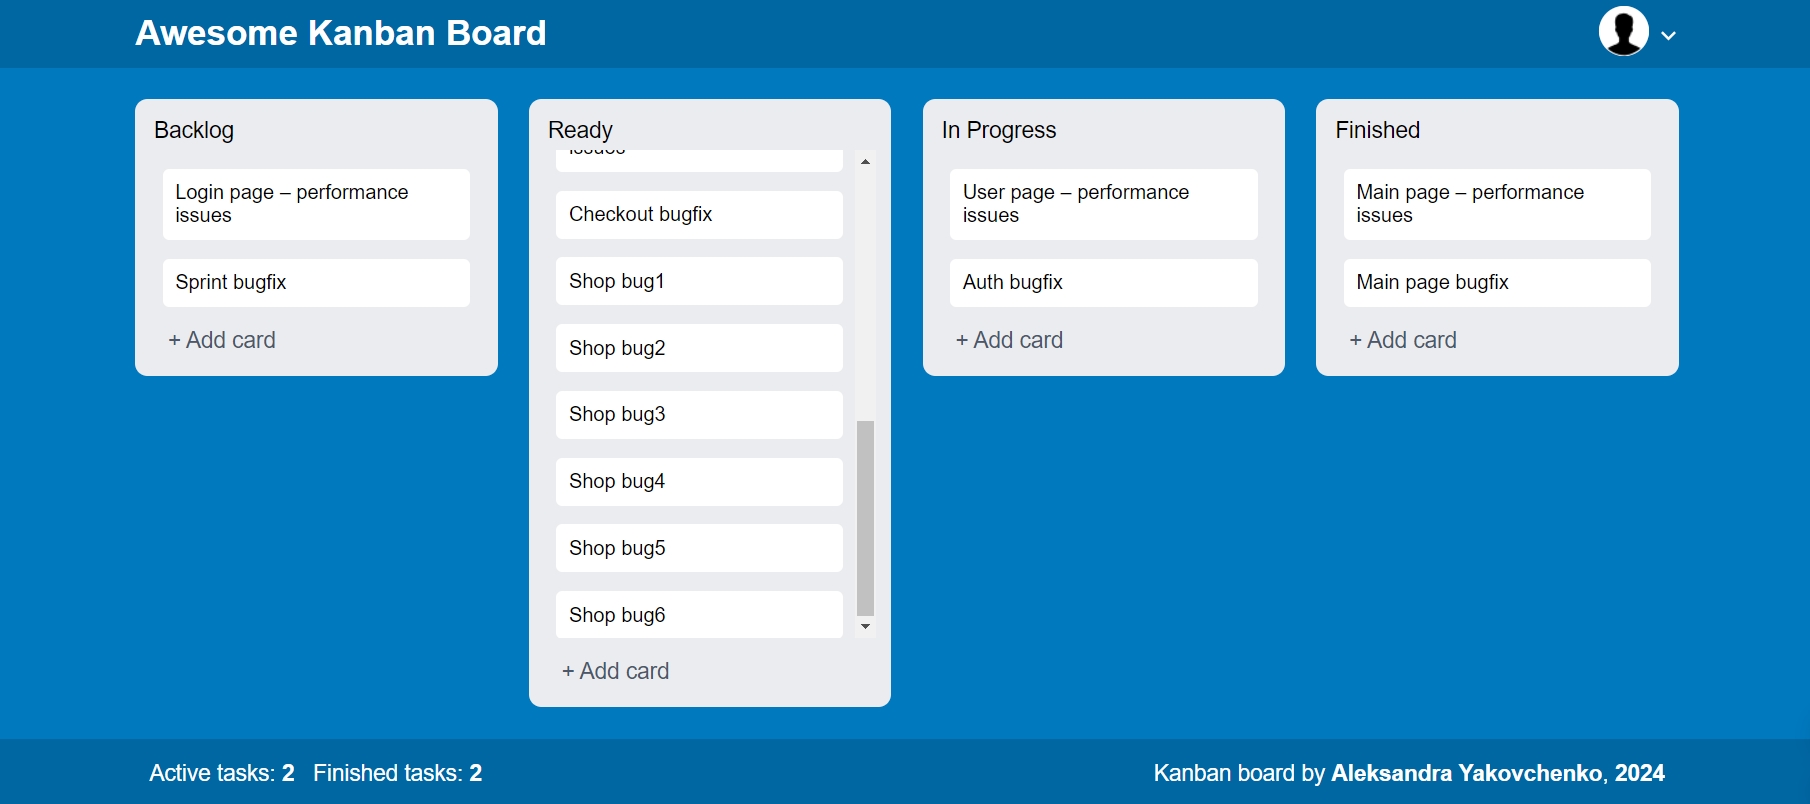 Awesome Kanban Board
Backlog
Login page – performance
issues
Sprint bugfix
+ Add card
Ready
issues
Checkout bugfix
Shop bug1
Shop bug2
Shop bug3
Shop bug4
Shop bug5
Shop bug6
+ Add card
In Progress
User page – performance
issues
Auth bugfix
+ Add card
Finished
Main page – performance
issues
Main page bugfix
+ Add card
Active tasks: 2 Finished tasks: 2
Kanban board by Aleksandra Yakovchenko, 2024